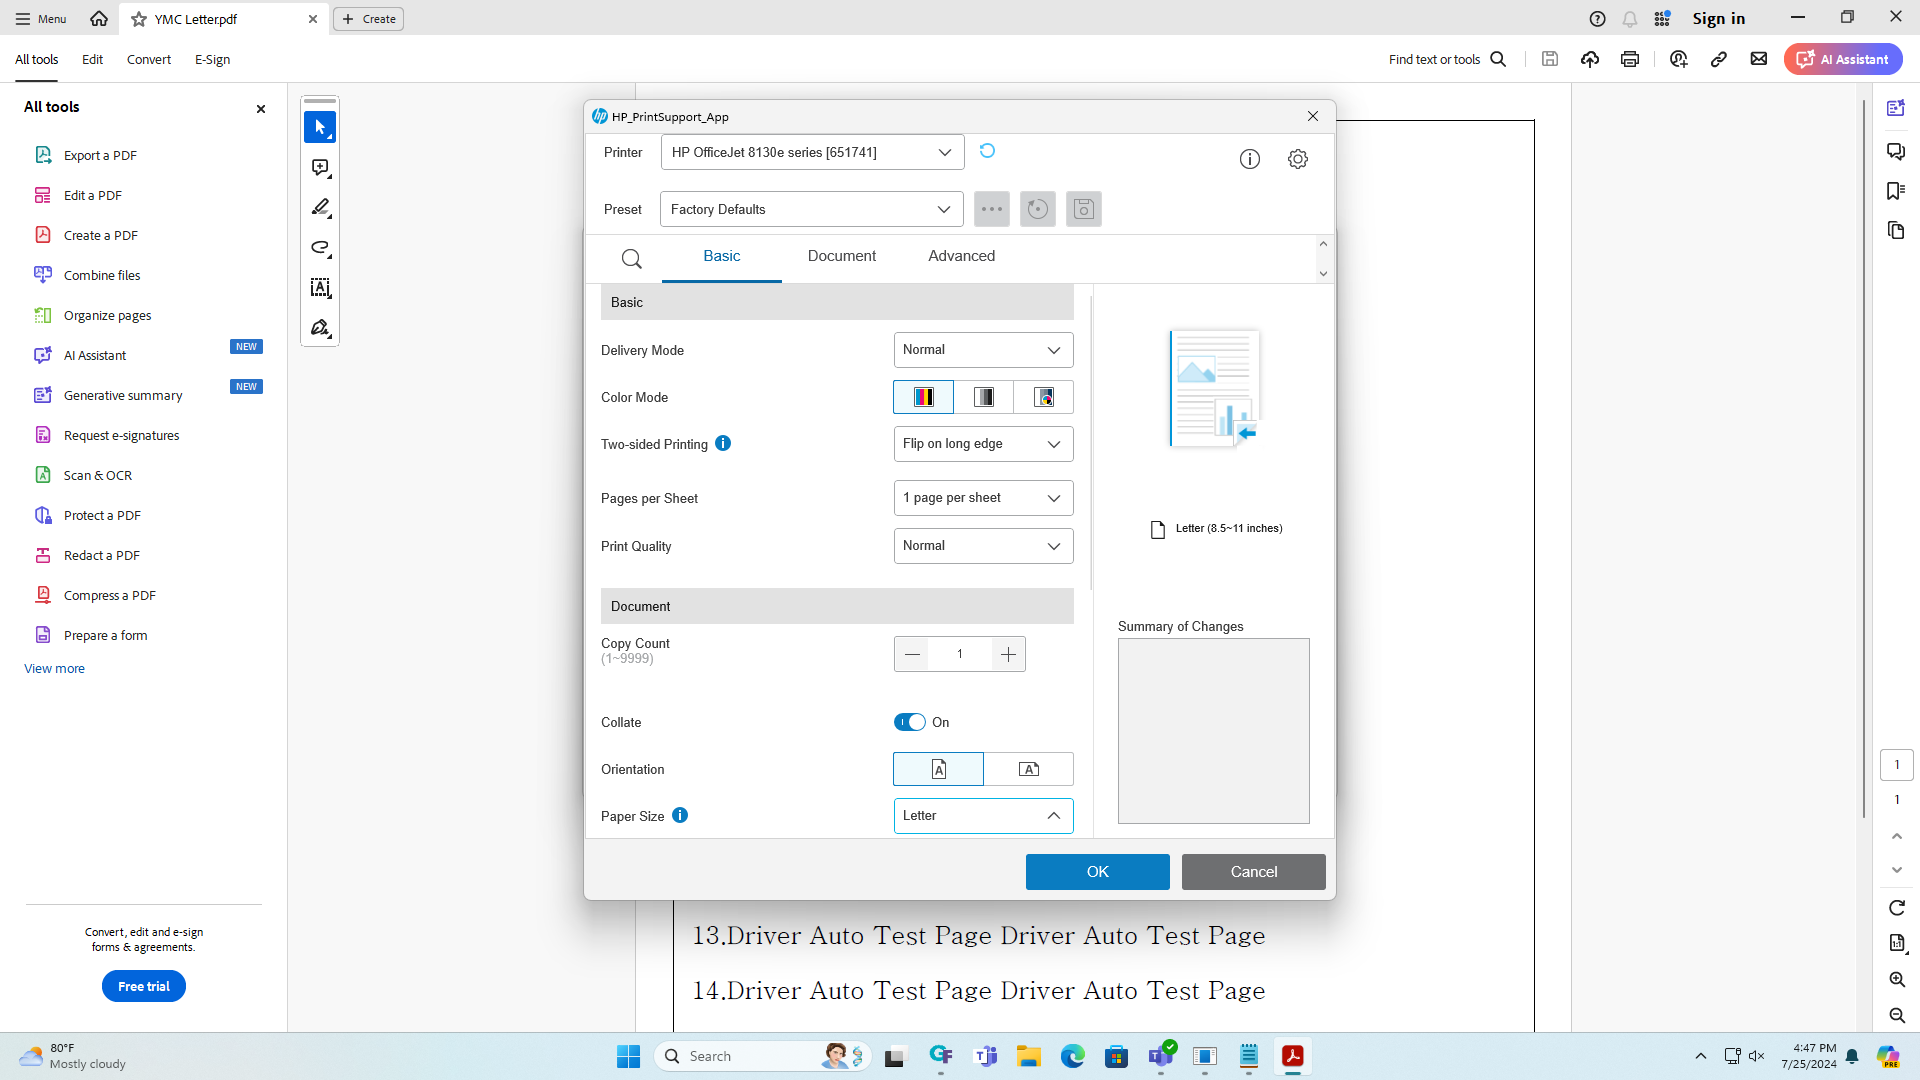 Menu
YMC Letter.pdf
Create
Sign in
All tools
Edit
Convert
E-Sign
Find text or tools
AI Assistant
All tools
Export a PDF
Edit a PDF
Create a PDF
Combine files
Organize pages
AI Assistant
NEW
Generative summary
NEW
Request e-signatures
Scan & OCR
Protect a PDF
Redact a PDF
Compress a PDF
Prepare a form
View more
Convert, edit and e-sign
forms & agreements.
Free trial
HP_PrintSupport_App
Printer
HP OfficeJet 8130e series [651741]
Preset
Factory Defaults
Basic
Document
Advanced
Basic
Delivery Mode
Normal
Color Mode
Two-sided Printing
Flip on long edge
Pages per Sheet
1 page per sheet
Print Quality
Normal
Document
Copy Count
(1~9999)
1
Collate
On
Orientation
Paper Size
Letter
Letter (8.5~11 inches)
Summary of Changes
OK
Cancel
13.Driver Auto Test Page Driver Auto Test Page
14.Driver Auto Test Page Driver Auto Test Page
1
1
80°F
Mostly cloudy
Search
4:47 PM
7/25/2024
PRE